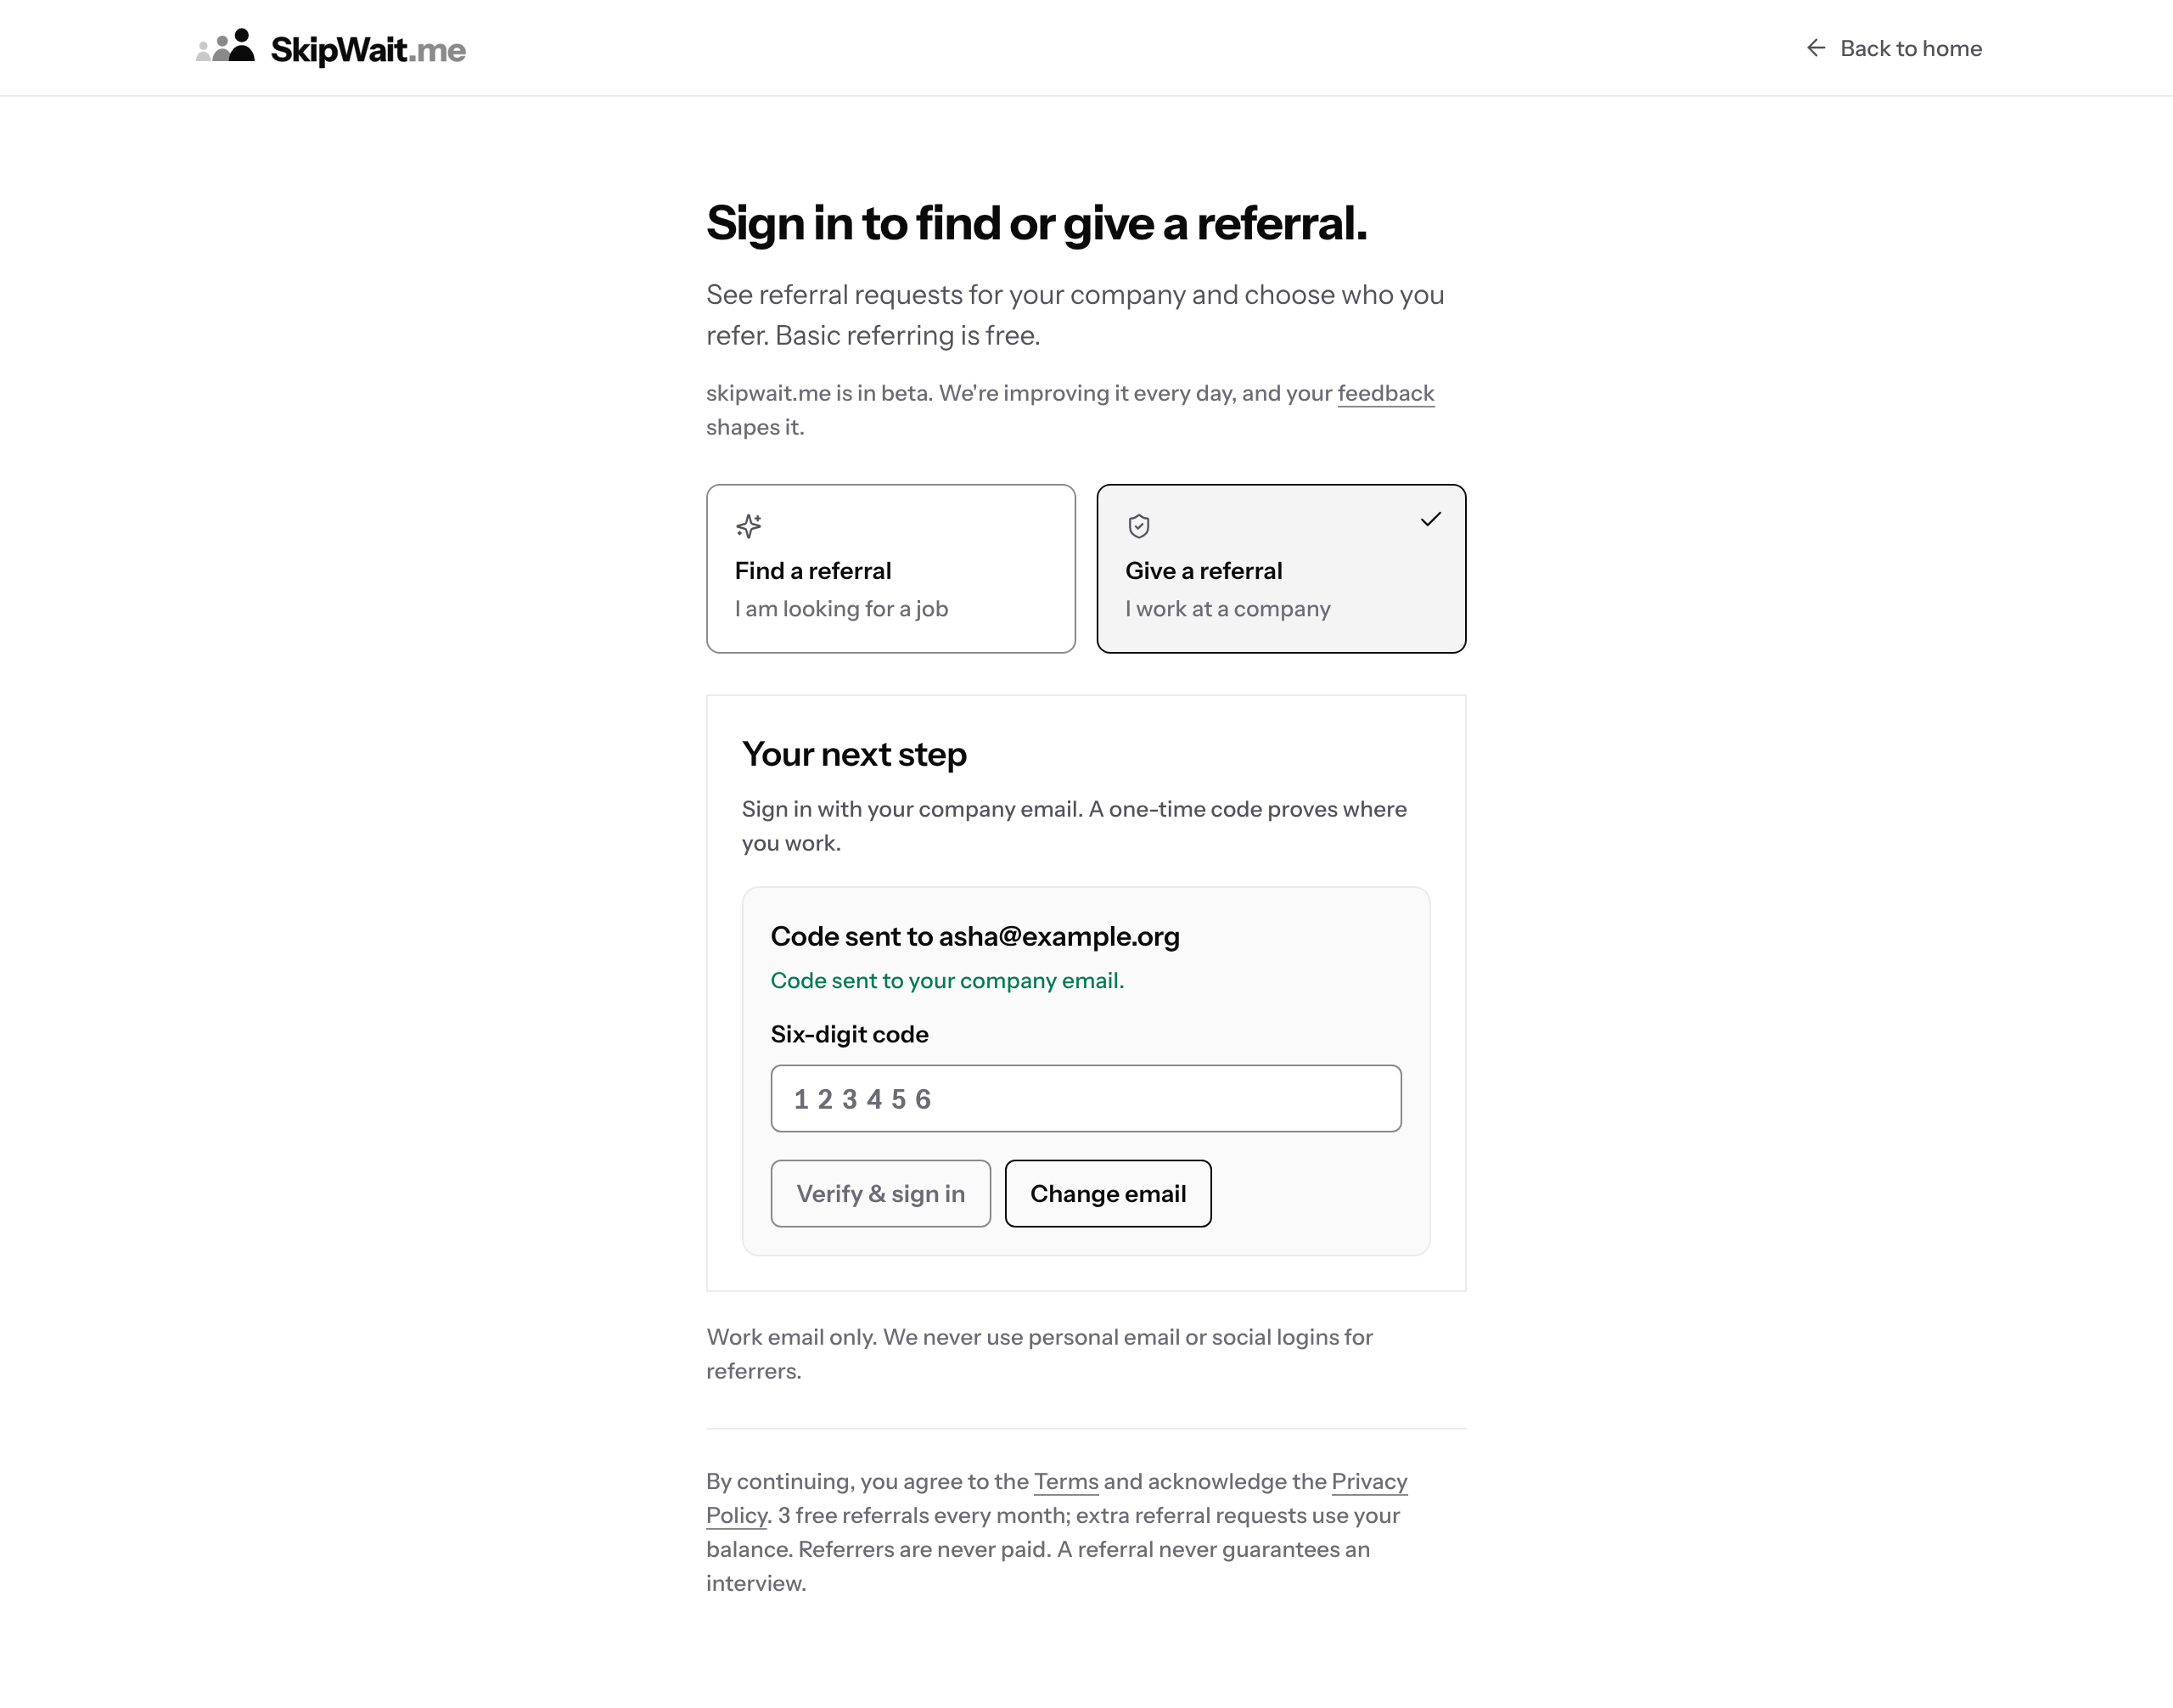 SkipWait.me
Back to home
Sign in to find or give a referral.
See referral requests for your company and choose who you
refer. Basic referring is free.
skipwait.me is in beta. We're improving it every day, and your feedback
shapes it.
Find a referral
I am looking for a job
Give a referral
I work at a company
Your next step
Sign in with your company email. A one-time code proves where
you work.
Code sent to asha@example.org
Code sent to your company email.
Six-digit code
123456
Verify & sign in
Change email
Work email only. We never use personal email or social logins for
referrers.
By continuing, you agree to the Terms and acknowledge the Privacy
Policy. 3 free referrals every month; extra referral requests use your
balance. Referrers are never paid. A referral never guarantees an
interview.